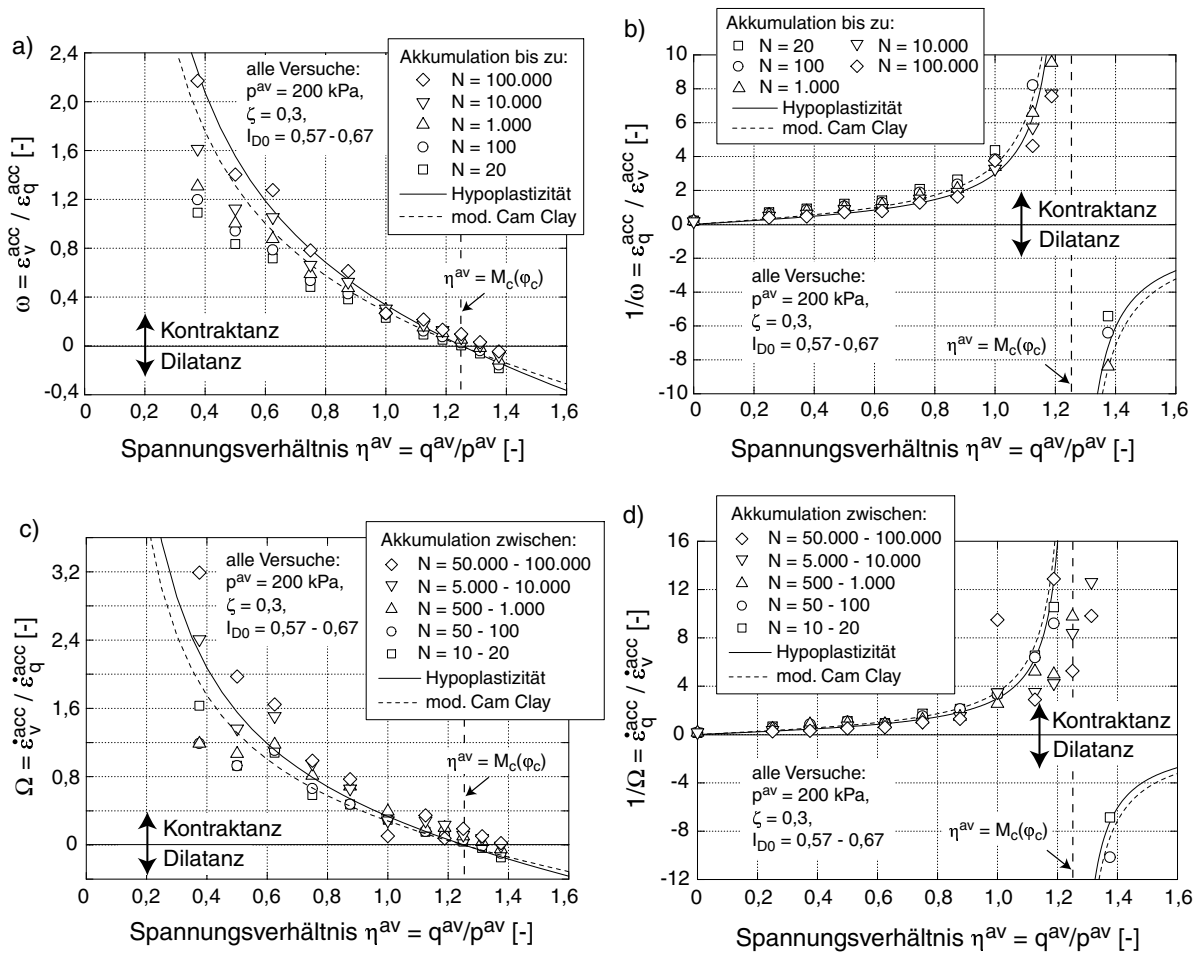 a)
2,4
2,0
1,6
1,2
0,8
0,4
0
-0,4
ω = ε_v^acc / ε_q^acc [-]
alle Versuche:
p^av = 200 kPa,
ζ = 0,3,
I_D0 = 0,57 - 0,67
Akkumulation bis zu:
N = 100.000
N = 10.000
N = 1.000
N = 100
N = 20
Hypoplastizität
mod. Cam Clay
η^av = M_c(φ_c)
Kontraktanz
Dilatanz
0 0,2 0,4 0,6 0,8 1,0 1,2 1,4 1,6
Spannungsverhältnis η^av = q^av/p^av [-]
b)
10
8
6
4
2
0
-2
-4
-6
-8
-10
1/ω = ε_q^acc / ε_v^acc [-]
Akkumulation bis zu:
N = 20 N = 10.000
N = 100 N = 100.000
N = 1.000
Hypoplastizität
mod. Cam Clay
Kontraktanz
Dilatanz
alle Versuche:
p^av = 200 kPa,
ζ = 0,3,
I_D0 = 0,57 - 0,67
η^av = M_c(φ_c)
0 0,2 0,4 0,6 0,8 1,0 1,2 1,4 1,6
Spannungsverhältnis η^av = q^av/p^av [-]
c)
3,2
2,4
1,6
0,8
0
Ω = ε̇_v^acc / ε̇_q^acc [-]
alle Versuche:
p^av = 200 kPa,
ζ = 0,3,
I_D0 = 0,57 - 0,67
Akkumulation zwischen:
N = 50.000 - 100.000
N = 5.000 - 10.000
N = 500 - 1.000
N = 50 - 100
N = 10 - 20
Hypoplastizität
mod. Cam Clay
η^av = M_c(φ_c)
Kontraktanz
Dilatanz
0 0,2 0,4 0,6 0,8 1,0 1,2 1,4 1,6
Spannungsverhältnis η^av = q^av/p^av [-]
d)
16
12
8
4
0
-4
-8
-12
1/Ω = ε̇_q^acc / ε̇_v^acc [-]
Akkumulation zwischen:
N = 50.000 - 100.000
N = 5.000 - 10.000
N = 500 - 1.000
N = 50 - 100
N = 10 - 20
Hypoplastizität
mod. Cam Clay
Kontraktanz
Dilatanz
alle Versuche:
p^av = 200 kPa,
ζ = 0,3,
I_D0 = 0,57 - 0,67
η^av = M_c(φ_c)
0 0,2 0,4 0,6 0,8 1,0 1,2 1,4 1,6
Spannungsverhältnis η^av = q^av/p^av [-]